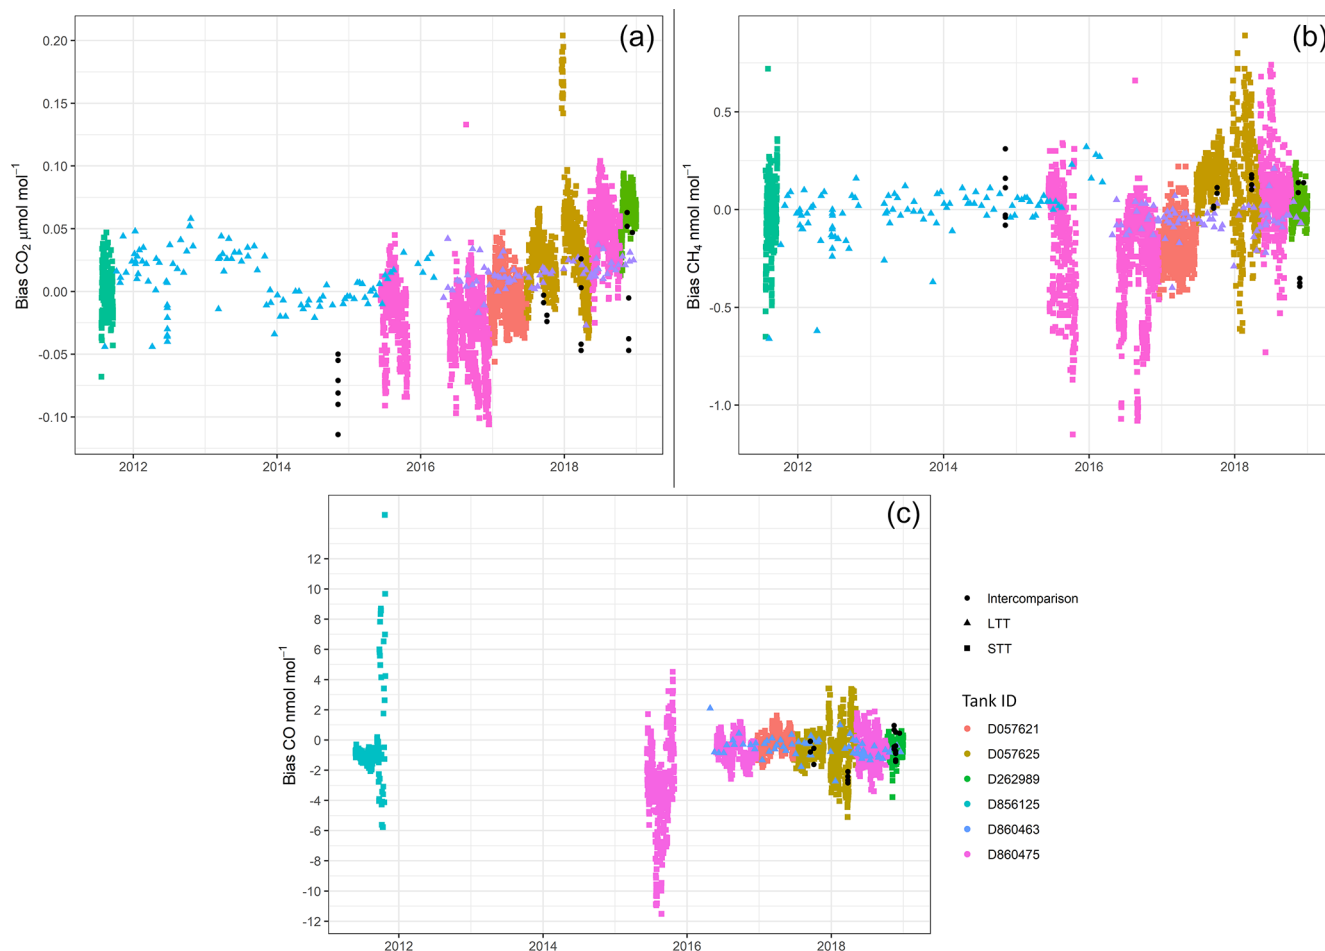 (a)
Bias CO₂ μmol mol⁻¹
0.20
0.15
0.10
0.05
0.00
-0.05
-0.10
2012
2014
2016
2018
(b)
Bias CH₄ nmol mol⁻¹
0.5
0.0
-0.5
-1.0
2012
2014
2016
2018
(c)
Bias CO nmol mol⁻¹
12
10
8
6
4
2
0
-2
-4
-6
-8
-10
-12
2012
2014
2016
2018
Intercomparison
LTT
STT
Tank ID
D057621
D057625
D262989
D856125
D860463
D860475